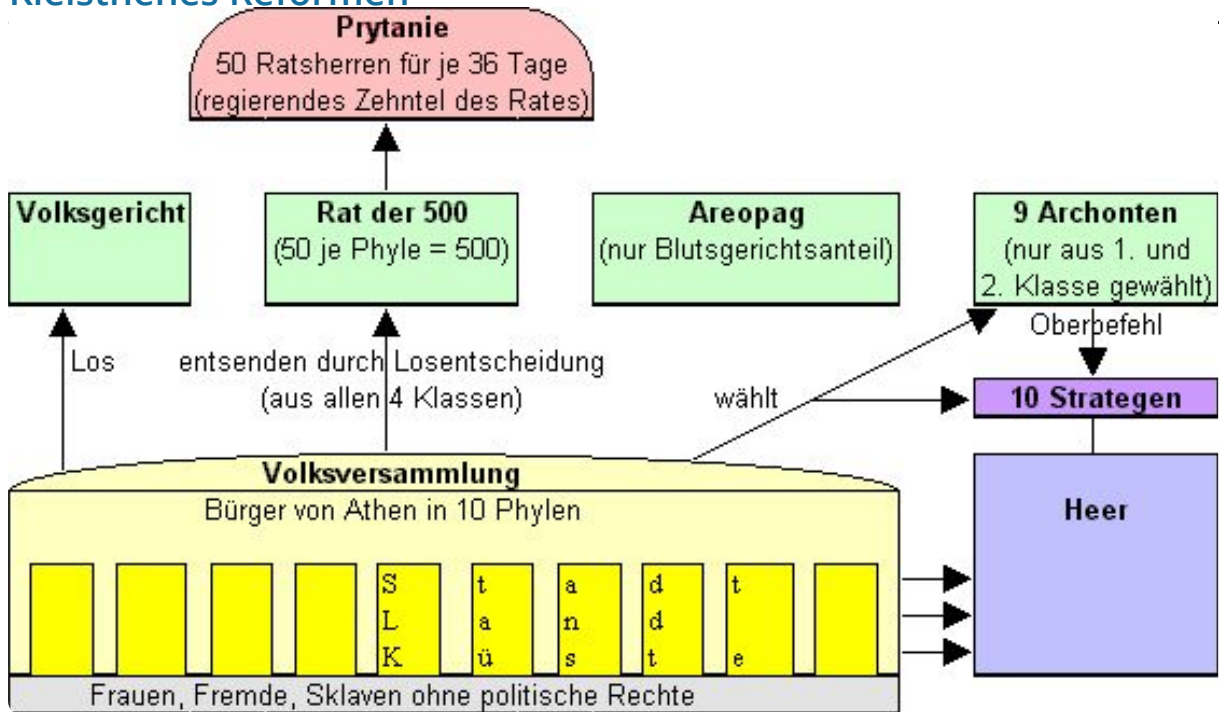 Kleisthenes Reformen
Prytanie
50 Ratsherren für je 36 Tage
(regierendes Zehntel des Rates)
Volksgericht
Rat der 500
(50 je Phyle = 500)
Areopag
(nur Blutsgerichtsanteil)
9 Archonten
(nur aus 1. und
2. Klasse gewählt)
Oberbefehl
Los
entsenden durch Losentscheidung
(aus allen 4 Klassen)
wählt
10 Strategen
Volksversammlung
Bürger von Athen in 10 Phylen
Heer
S t a d t
L a n d
K ü s t e
Frauen, Fremde, Sklaven ohne politische Rechte